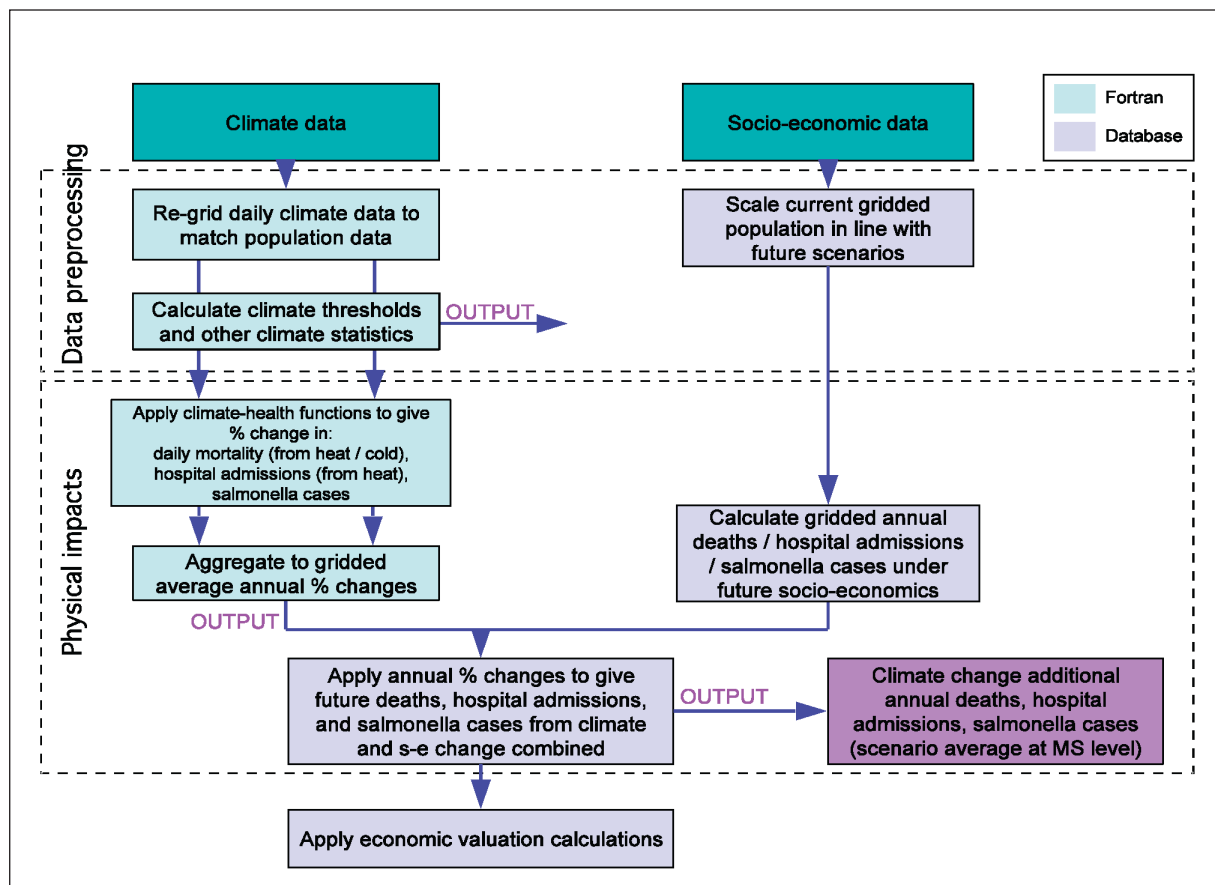 Fortran
Database
Climate data
Socio-economic data
Data preprocessing
Re-grid daily climate data to
match population data
Scale current gridded
population in line with
future scenarios
Calculate climate thresholds
and other climate statistics
OUTPUT
Physical impacts
Apply climate-health functions to give
% change in:
daily mortality (from heat / cold),
hospital admissions (from heat),
salmonella cases
Calculate gridded annual
deaths / hospital admissions
/ salmonella cases under
future socio-economics
Aggregate to gridded
average annual % changes
OUTPUT
Apply annual % changes to give
future deaths, hospital admissions,
and salmonella cases from climate
and s-e change combined
OUTPUT
Climate change additional
annual deaths, hospital
admissions, salmonella cases
(scenario average at MS level)
Apply economic valuation calculations